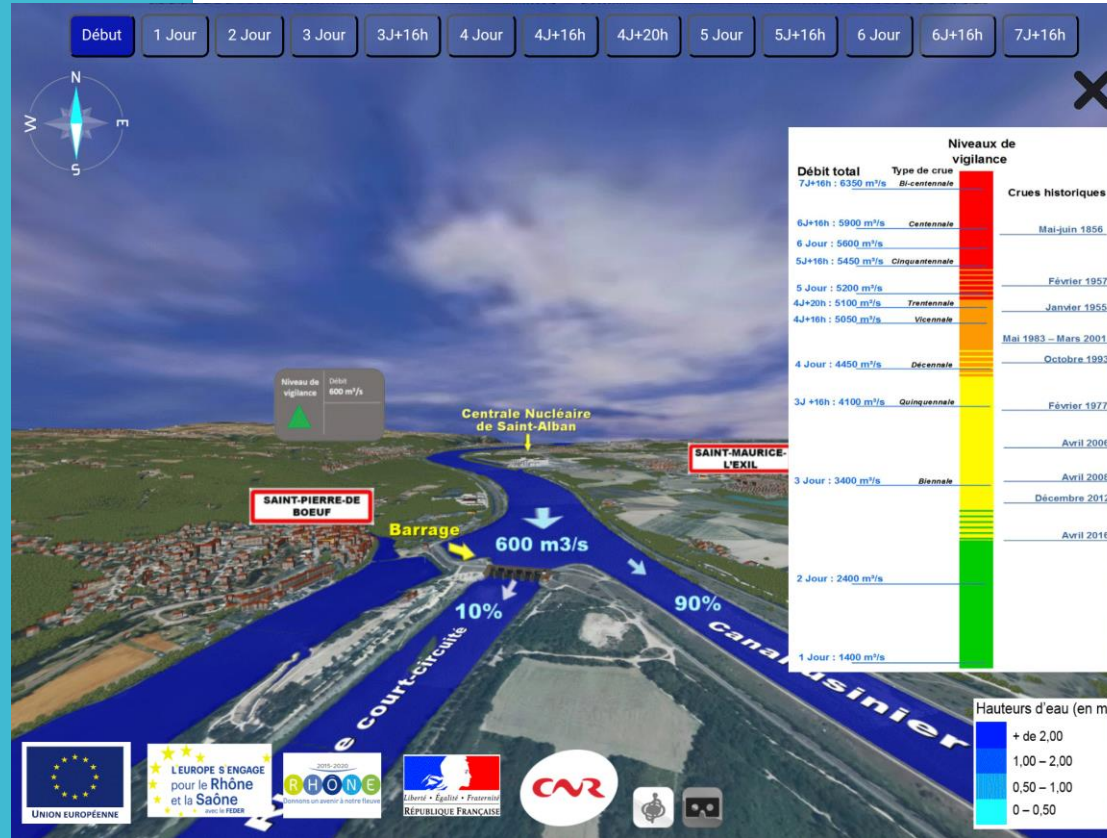 Début
1 Jour
2 Jour
3 Jour
3J+16h
4 Jour
4J+16h
4J+20h
5 Jour
5J+16h
6 Jour
6J+16h
7J+16h
N
W
E
S
Niveaux de
vigilance
Débit total
Type de crue
Crues historiques
7J+16h : 6350 m³/s Bi-centennale
6J+16h : 5900 m³/s Centennale
Mai-juin 1856
6 Jour : 5600 m³/s
5J+16h : 5450 m³/s Cinquantennale
Février 1957
5 Jour : 5200 m³/s
4J+20h : 5100 m³/s Trentennale
Janvier 1955
4J+16h : 5050 m³/s Vicennale
Mai 1983 – Mars 2001
Octobre 1993
4 Jour : 4450 m³/s Décennale
3J +16h : 4100 m³/s Quinquennale
Février 1977
Avril 2006
3 Jour : 3400 m³/s Biennale
Avril 2008
Décembre 2012
Avril 2016
2 Jour : 2400 m³/s
1 Jour : 1400 m³/s
Niveau de
vigilance
Débit
600 m³/s
Centrale Nucléaire
de Saint-Alban
SAINT-MAURICE-
L'EXIL
SAINT-PIERRE-DE
BOEUF
Barrage
600 m3/s
10%
90%
e court-circuité
Canal usinier
Hauteurs d'eau (en m
+ de 2,00
1,00 – 2,00
0,50 – 1,00
0 – 0,50
UNION EUROPÉENNE
L'EUROPE S'ENGAGE
pour le Rhône
et la Saône
avec le FEDER
2015-2020
RHÔNE
Donnons un avenir à notre fleuve
Liberté • Égalité • Fraternité
RÉPUBLIQUE FRANÇAISE
CNR